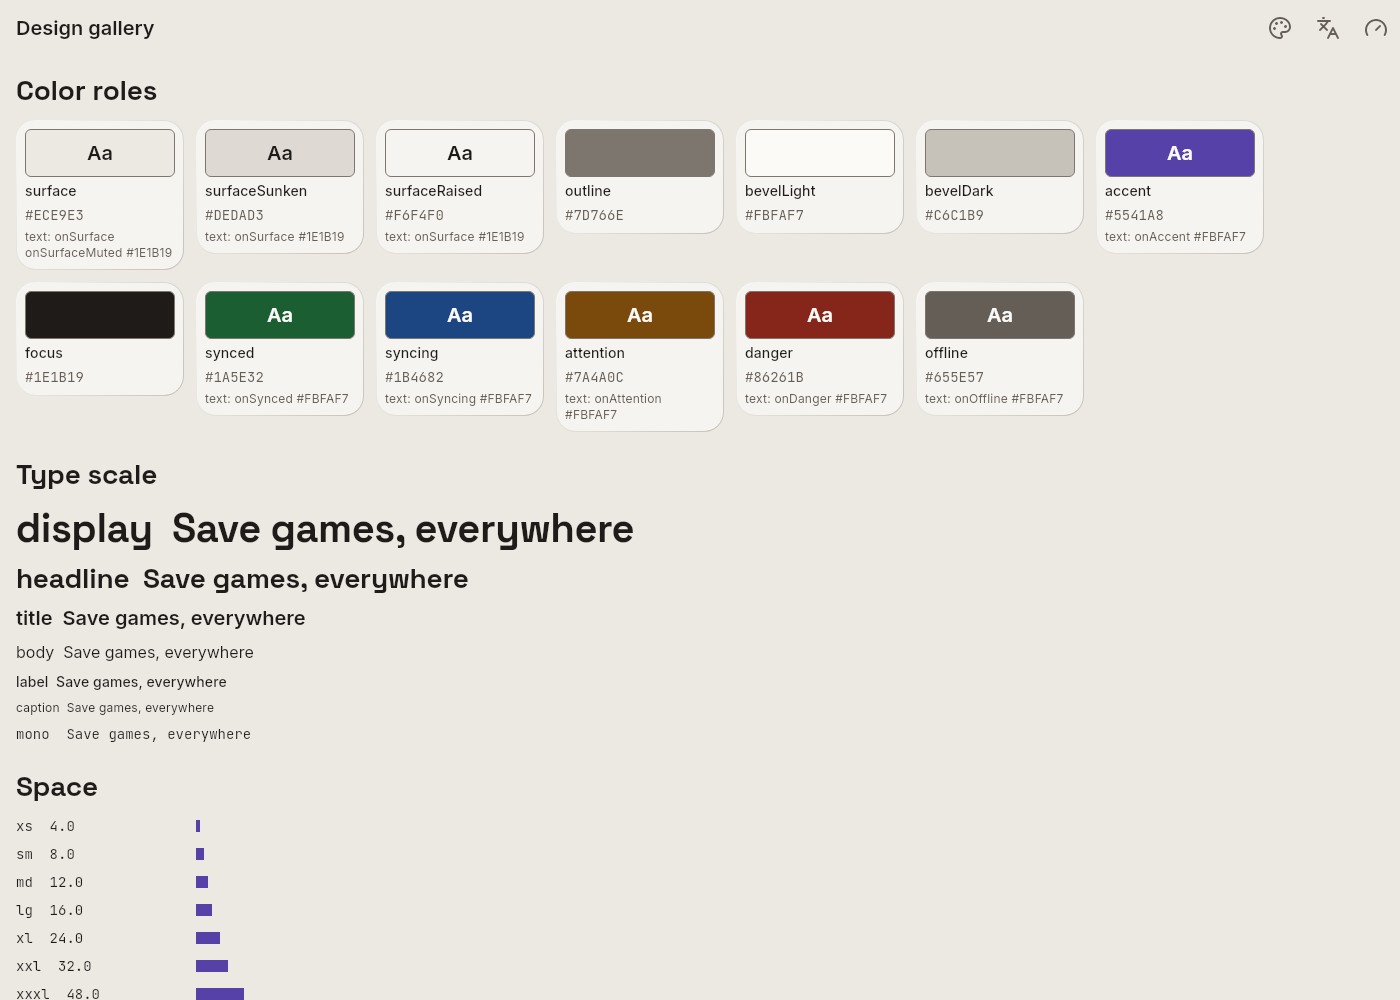 Design gallery
Color roles
Aa
surface
#ECE9E3
text: onSurface
onSurfaceMuted #1E1B19
Aa
surfaceSunken
#DEDAD3
text: onSurface #1E1B19
Aa
surfaceRaised
#F6F4F0
text: onSurface #1E1B19
outline
#7D766E
bevelLight
#FBFAF7
bevelDark
#C6C1B9
Aa
accent
#5541A8
text: onAccent #FBFAF7
focus
#1E1B19
Aa
synced
#1A5E32
text: onSynced #FBFAF7
Aa
syncing
#1B4682
text: onSyncing #FBFAF7
Aa
attention
#7A4A0C
text: onAttention
#FBFAF7
Aa
danger
#86261B
text: onDanger #FBFAF7
Aa
offline
#655E57
text: onOffline #FBFAF7
Type scale
display Save games, everywhere
headline Save games, everywhere
title Save games, everywhere
body Save games, everywhere
label Save games, everywhere
caption Save games, everywhere
mono Save games, everywhere
Space
xs 4.0
sm 8.0
md 12.0
lg 16.0
xl 24.0
xxl 32.0
xxxl 48.0